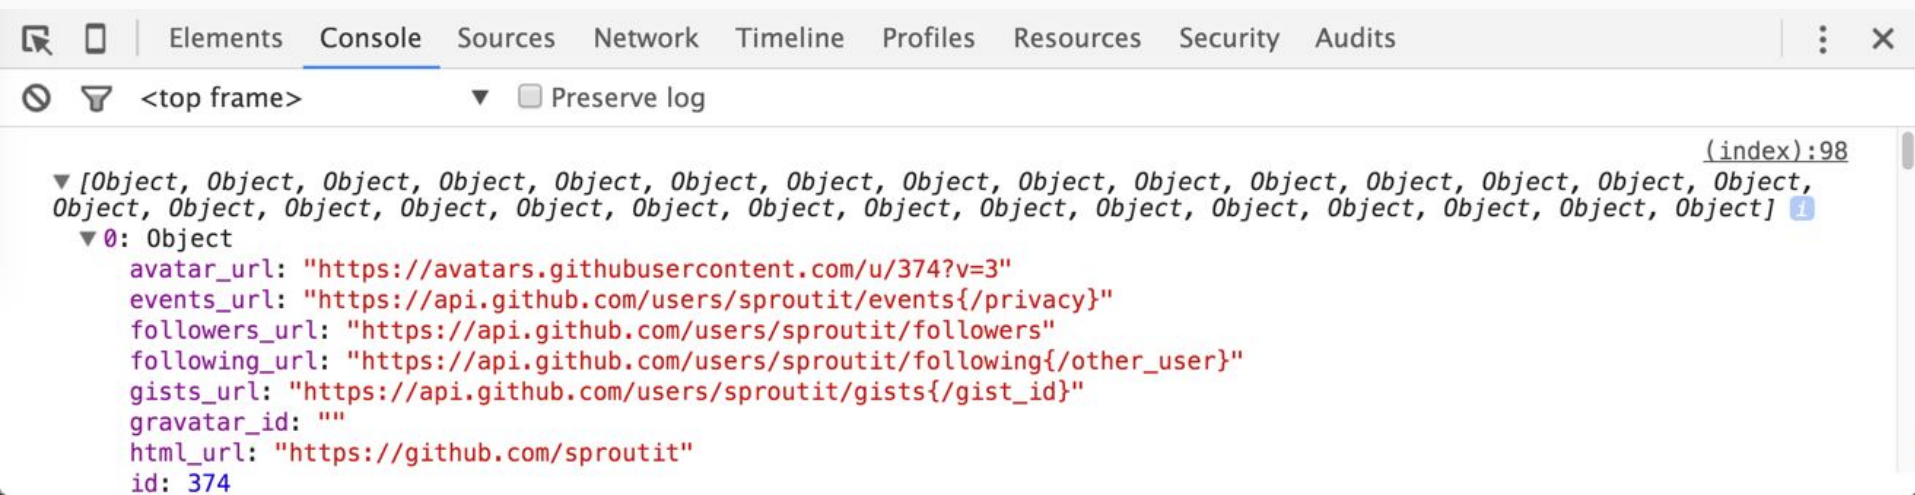 Elements Console Sources Network Timeline Profiles Resources Security Audits
<top frame> Preserve log
(index):98
[Object, Object, Object, Object, Object, Object, Object, Object, Object, Object, Object, Object, Object, Object, Object,
Object, Object, Object, Object, Object, Object, Object, Object, Object, Object, Object, Object, Object, Object, Object] i
0: Object
avatar_url: "https://avatars.githubusercontent.com/u/374?v=3"
events_url: "https://api.github.com/users/sproutit/events{/privacy}"
followers_url: "https://api.github.com/users/sproutit/followers"
following_url: "https://api.github.com/users/sproutit/following{/other_user}"
gists_url: "https://api.github.com/users/sproutit/gists{/gist_id}"
gravatar_id: ""
html_url: "https://github.com/sproutit"
id: 374